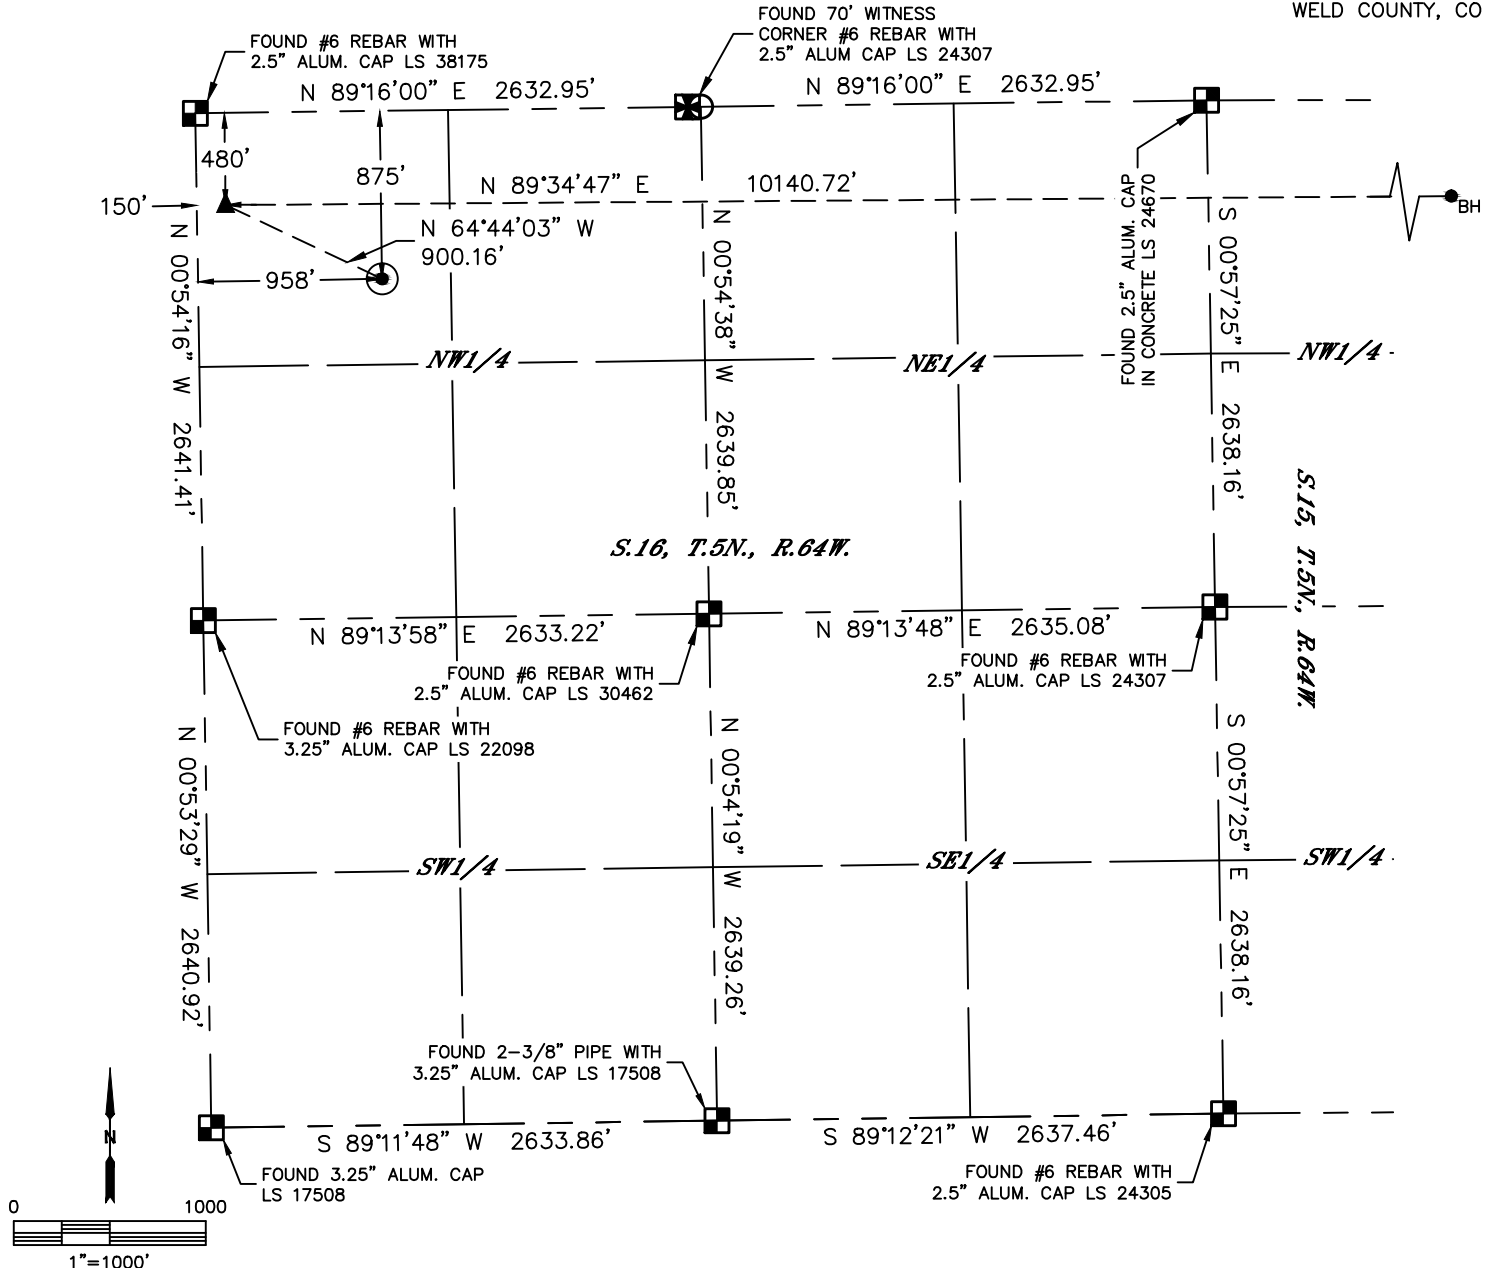 WELD COUNTY, CO
FOUND 70' WITNESS
CORNER #6 REBAR WITH
2.5" ALUM CAP LS 24307
FOUND #6 REBAR WITH
2.5" ALUM. CAP LS 38175
N 89°16'00" E 2632.95'
N 89°16'00" E 2632.95'
480'
875'
N 89°34'47" E 10140.72'
150'
BH
N 64°44'03" W
900.16'
958'
FOUND 2.5" ALUM. CAP
IN CONCRETE LS 24670
N 00°54'16" W 2641.41'
N 00°54'38" W 2639.85'
S 00°57'25" E 2638.16'
NW1/4
NE1/4
NW1/4
S.16, T.5N., R.64W.
S.15, T.5N., R.64W.
N 89°13'58" E 2633.22'
N 89°13'48" E 2635.08'
FOUND #6 REBAR WITH
2.5" ALUM. CAP LS 30462
FOUND #6 REBAR WITH
2.5" ALUM. CAP LS 24307
FOUND #6 REBAR WITH
3.25" ALUM. CAP LS 22098
N 00°53'29" W 2640.92'
N 00°54'19" W 2639.26'
S 00°57'25" E 2638.16'
SW1/4
SE1/4
SW1/4
FOUND 2-3/8" PIPE WITH
3.25" ALUM. CAP LS 17508
S 89°11'48" W 2633.86'
S 89°12'21" W 2637.46'
FOUND 3.25" ALUM. CAP
LS 17508
FOUND #6 REBAR WITH
2.5" ALUM. CAP LS 24305
N
0 1000
1"=1000'